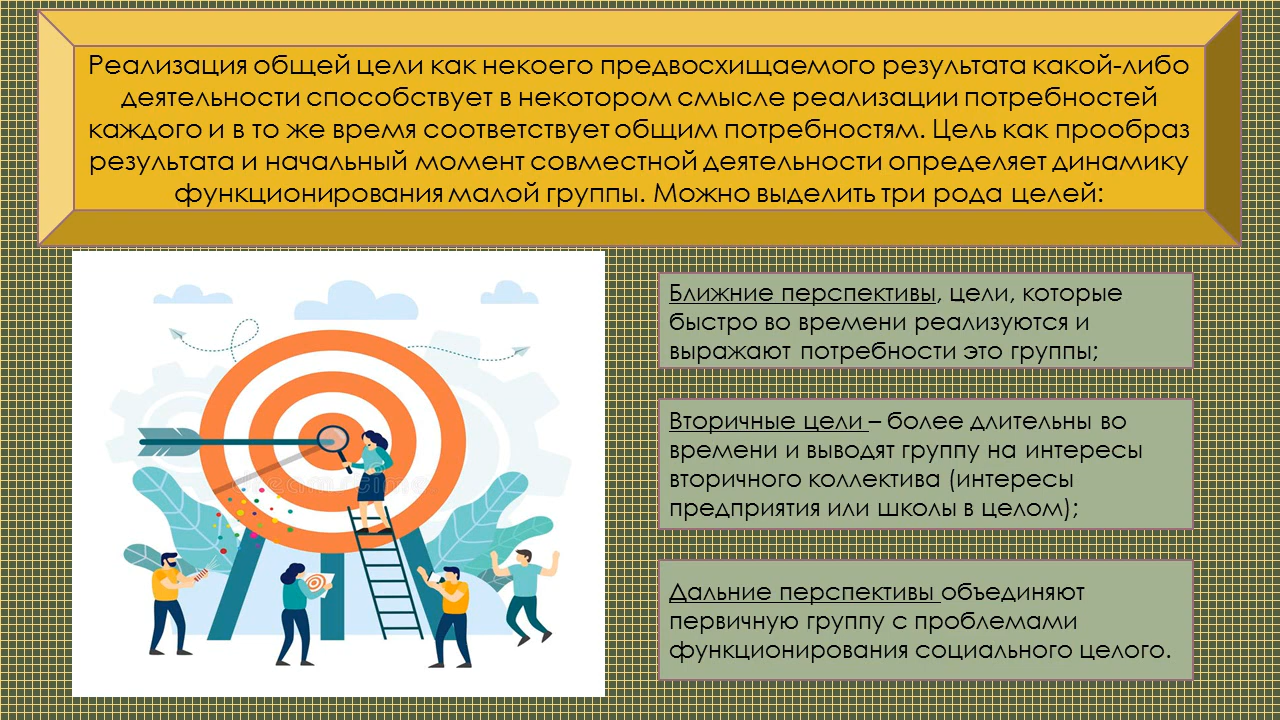 Реализация общей цели как некоего предвосхищаемого результата какой-либо
деятельности способствует в некотором смысле реализации потребностей
каждого и в то же время соответствует общим потребностям. Цель как прообраз
результата и начальный момент совместной деятельности определяет динамику
функционирования малой группы. Можно выделить три рода целей:
Ближние перспективы, цели, которые
быстро во времени реализуются и
выражают потребности это группы;
Вторичные цели – более длительны во
времени и выводят группу на интересы
вторичного коллектива (интересы
предприятия или школы в целом);
Дальние перспективы объединяют
первичную группу с проблемами
функционирования социального целого.